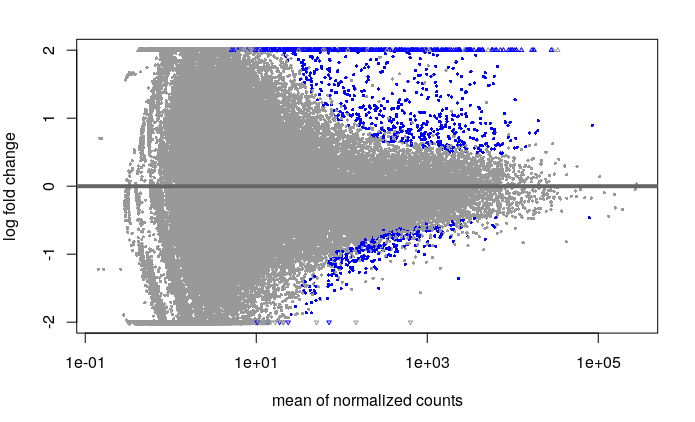 2
1
0
-1
-2
log fold change
1e-01
1e+01
1e+03
1e+05
mean of normalized counts